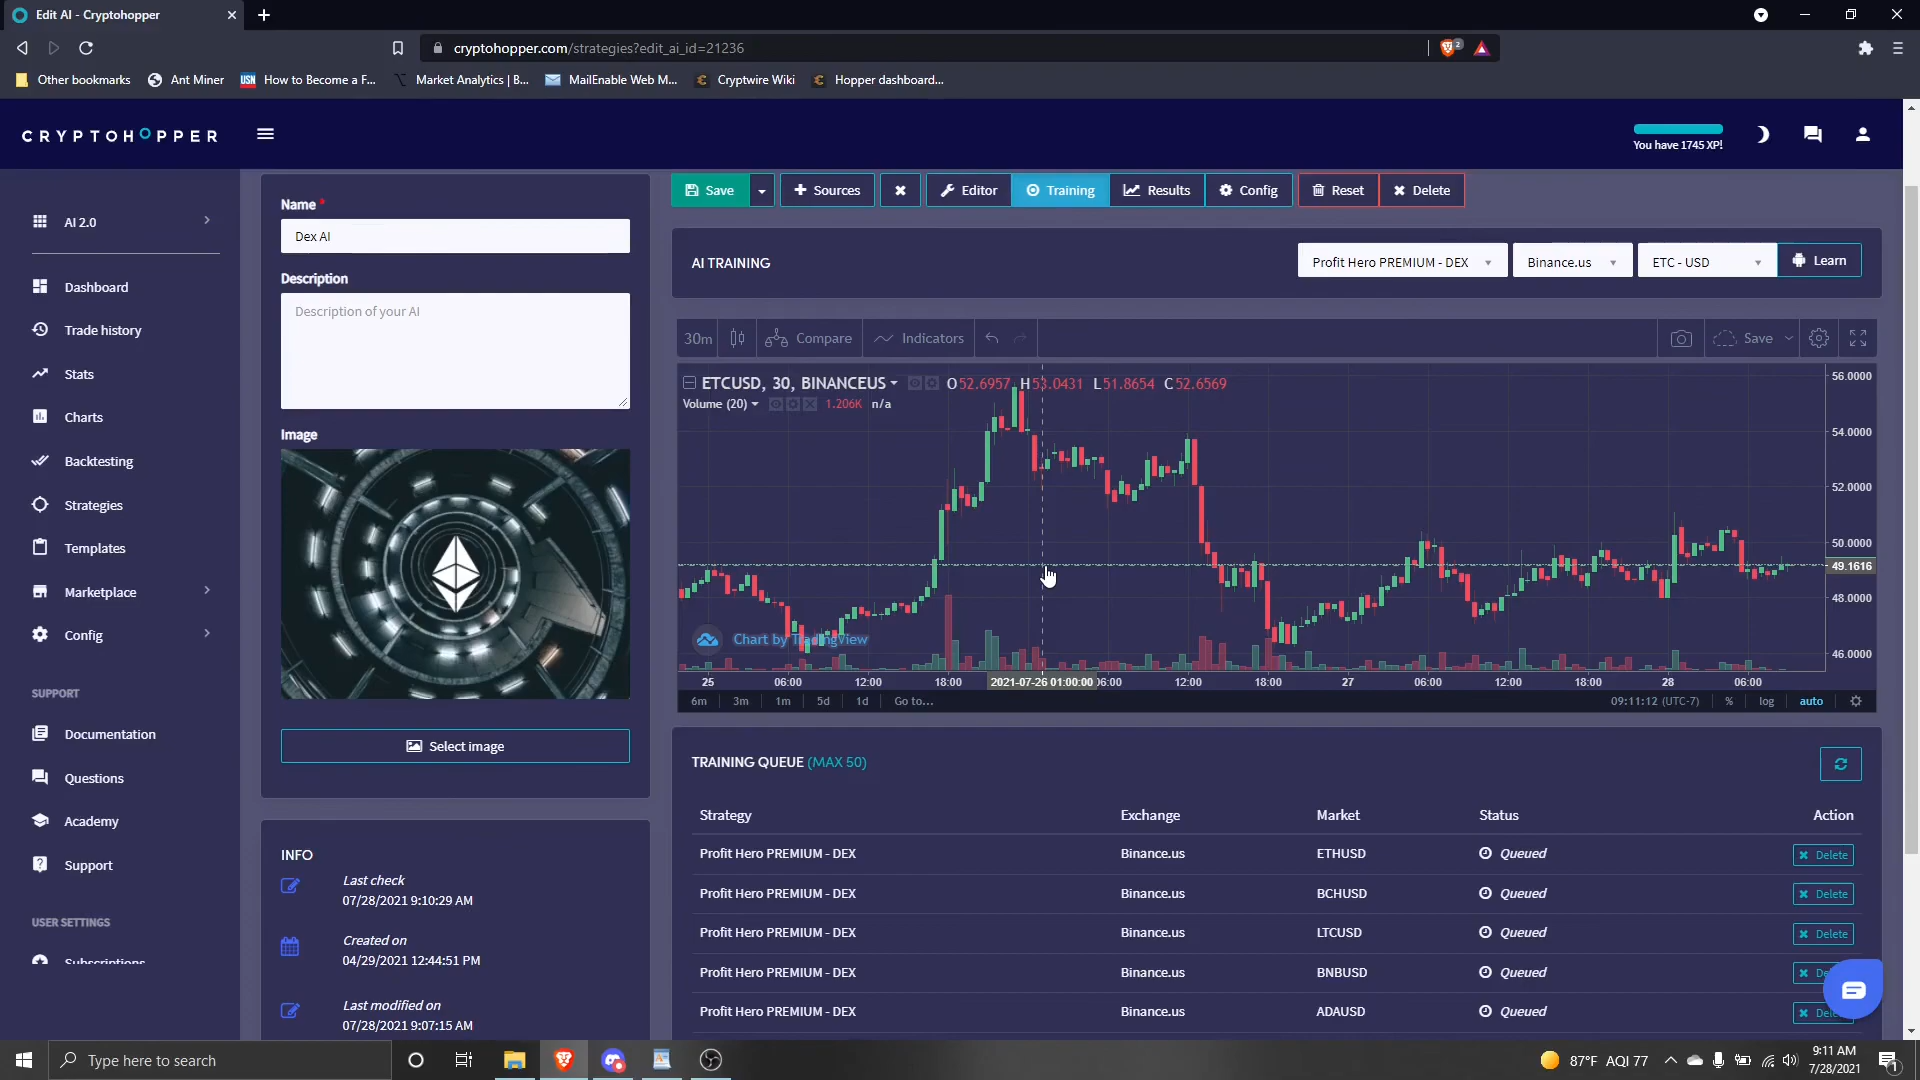 Edit AI - Cryptohopper
cryptohopper.com/strategies?edit_ai_id=21236
2
Other bookmarks
Ant Miner
USN How to Become a F...
Market Analytics | B...
MailEnable Web M...
Cryptwire Wiki
Hopper dashboard...
CRYPTOHOPPER
You have 1745 XP!
AI 2.0
Dashboard
Trade history
Stats
Charts
Backtesting
Strategies
Templates
Marketplace
Config
SUPPORT
Documentation
Questions
Academy
Support
USER SETTINGS
Subscriptions
Name *
Dex AI
Description
Description of your AI
Image
Select image
INFO
Last check
07/28/2021 9:10:29 AM
Created on
04/29/2021 12:44:51 PM
Last modified on
07/28/2021 9:07:15 AM
Save
Sources
Editor
Training
Results
Config
Reset
Delete
AI TRAINING
Profit Hero PREMIUM - DEX
Binance.us
ETC - USD
Learn
30m
Compare
Indicators
Save
ETCUSD, 30, BINANCEUS
O52.6957 H53.0431 L51.8654 C52.6569
Volume (20) 1.206K n/a
56.0000
54.0000
52.0000
50.0000
49.1616
48.0000
46.0000
Chart by TradingView
25 06:00 12:00 18:00 2021-07-26 01:00:00 06:00 12:00 18:00 27 06:00 12:00 18:00 28 06:00
6m 3m 1m 5d 1d Go to... 09:11:12 (UTC-7) % log auto
TRAINING QUEUE (MAX 50)
Strategy Exchange Market Status Action
Profit Hero PREMIUM - DEX Binance.us ETHUSD Queued Delete
Profit Hero PREMIUM - DEX Binance.us BCHUSD Queued Delete
Profit Hero PREMIUM - DEX Binance.us LTCUSD Queued Delete
Profit Hero PREMIUM - DEX Binance.us BNBUSD Queued De
Profit Hero PREMIUM - DEX Binance.us ADAUSD Queued Delete
Type here to search
87°F AQI 77
9:11 AM
7/28/2021
1